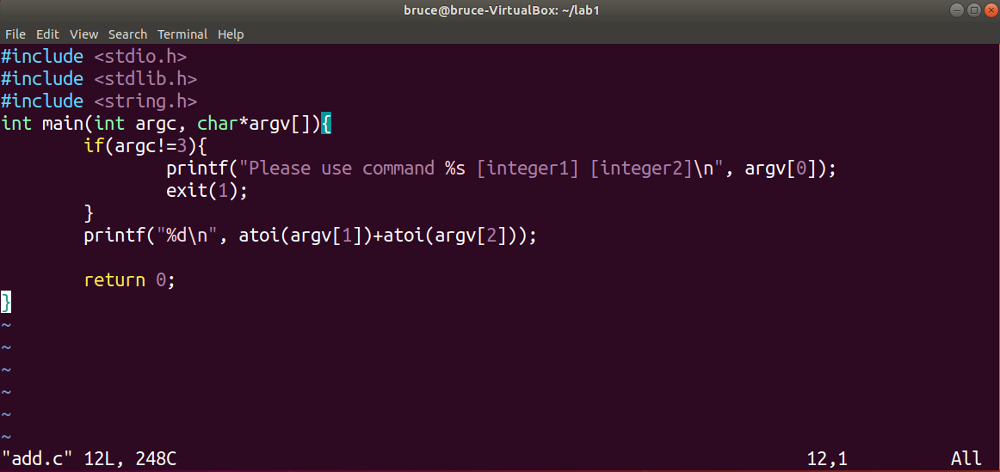 bruce@bruce-VirtualBox: ~/lab1
File Edit View Search Terminal Help
#include <stdio.h>
#include <stdlib.h>
#include <string.h>
int main(int argc, char*argv[]){
        if(argc!=3){
                printf("Please use command %s [integer1] [integer2]\n", argv[0]);
                exit(1);
        }
        printf("%d\n", atoi(argv[1])+atoi(argv[2]));

        return 0;
}
~
~
~
~
~
~
"add.c" 12L, 248C 12,1 All